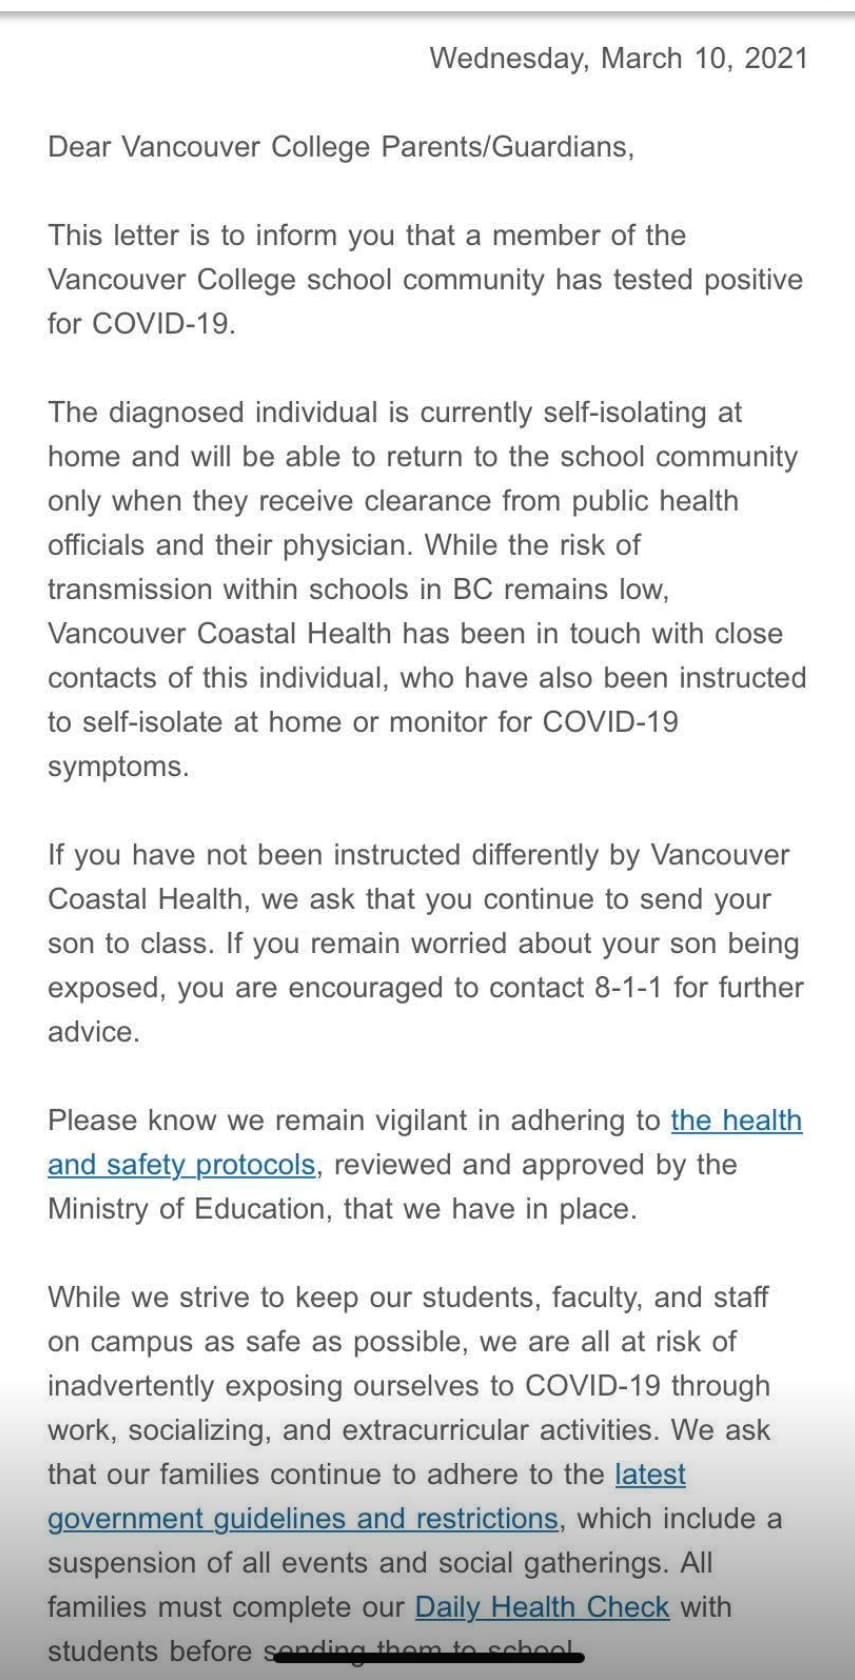 Wednesday, March 10, 2021
Dear Vancouver College Parents/Guardians,
This letter is to inform you that a member of the
Vancouver College school community has tested positive
for COVID-19.
The diagnosed individual is currently self-isolating at
home and will be able to return to the school community
only when they receive clearance from public health
officials and their physician. While the risk of
transmission within schools in BC remains low,
Vancouver Coastal Health has been in touch with close
contacts of this individual, who have also been instructed
to self-isolate at home or monitor for COVID-19
symptoms.
If you have not been instructed differently by Vancouver
Coastal Health, we ask that you continue to send your
son to class. If you remain worried about your son being
exposed, you are encouraged to contact 8-1-1 for further
advice.
Please know we remain vigilant in adhering to the health
and safety protocols, reviewed and approved by the
Ministry of Education, that we have in place.
While we strive to keep our students, faculty, and staff
on campus as safe as possible, we are all at risk of
inadvertently exposing ourselves to COVID-19 through
work, socializing, and extracurricular activities. We ask
that our families continue to adhere to the latest
government guidelines and restrictions, which include a
suspension of all events and social gatherings. All
families must complete our Daily Health Check with
students before sending them to school.